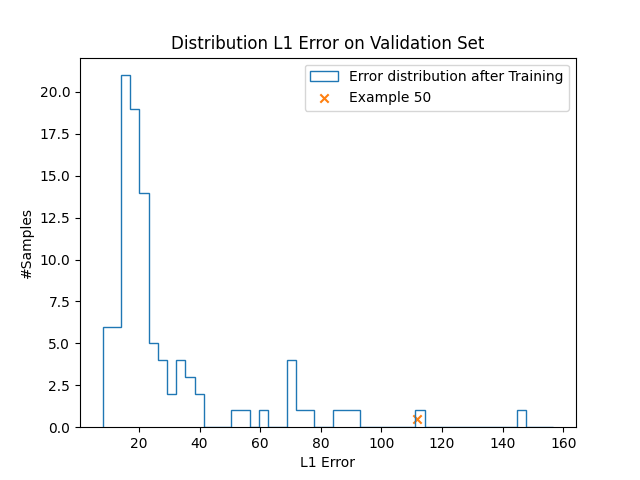 Distribution L1 Error on Validation Set
Error distribution after Training
Example 50
20.0
17.5
15.0
12.5
10.0
7.5
5.0
2.5
0.0
#Samples
20 40 60 80 100 120 140 160
L1 Error